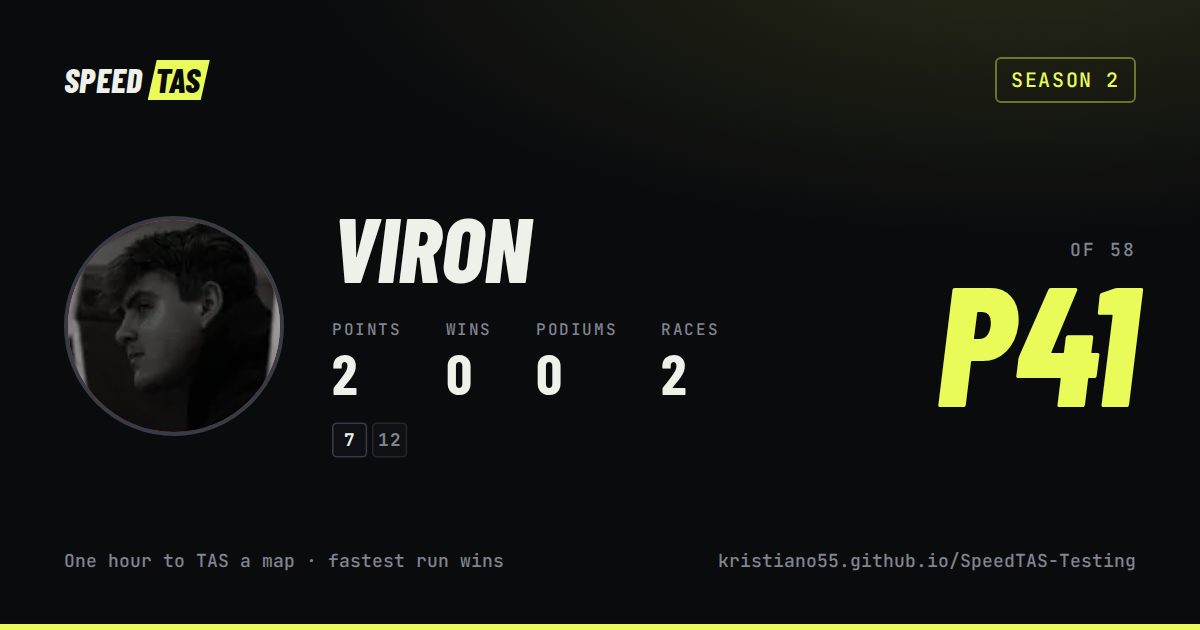 SPEED TAS
SEASON 2
VIRON
OF 58
P41
POINTS WINS PODIUMS RACES
2 0 0 2
7 12
One hour to TAS a map · fastest run wins
kristiano55.github.io/SpeedTAS-Testing